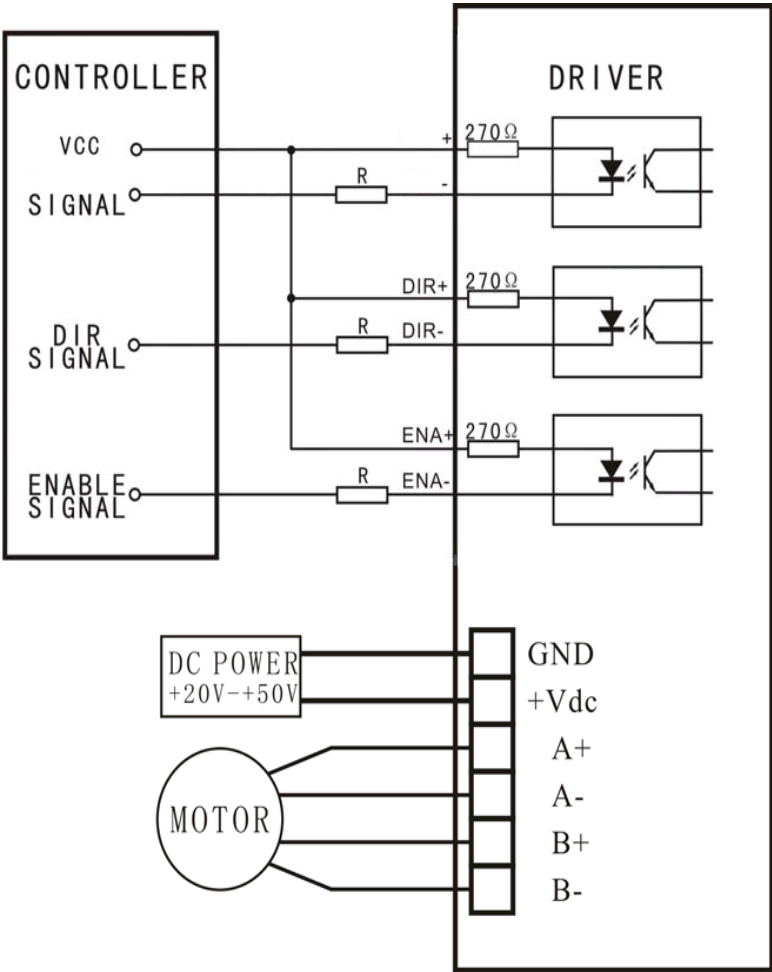 CONTROLLER
DRIVER
VCC
+
270Ω
R
-
SIGNAL
DIR+
270Ω
DIR
SIGNAL
R
DIR-
ENA+
270Ω
ENABLE
SIGNAL
R
ENA-
DC POWER
+20V-+50V
GND
+Vdc
MOTOR
A+
A-
B+
B-